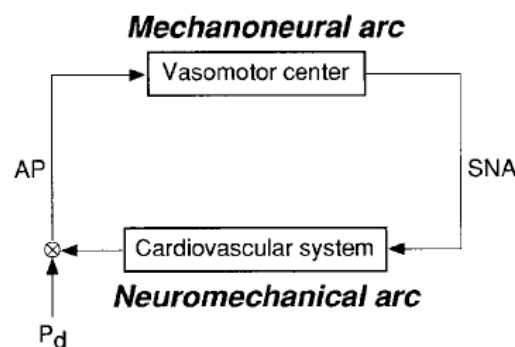 Mechanoneural arc
Vasomotor center
AP
SNA
Cardiovascular system
Neuromechanical arc
Pd